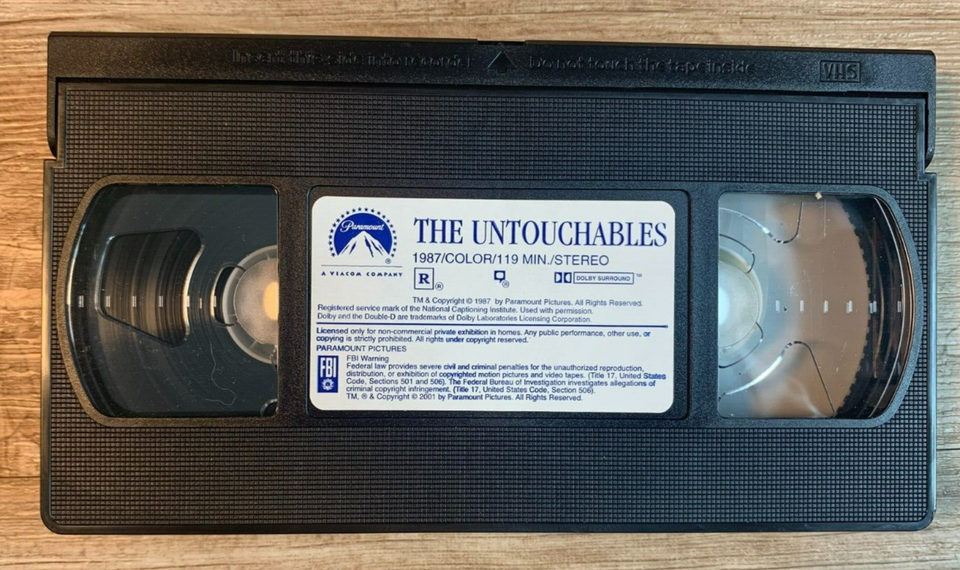 Insert this side into recorder Do not touch the tape inside VHS
Paramount
A VIACOM COMPANY
THE UNTOUCHABLES
1987/COLOR/119 MIN./STEREO
R ® ® DOLBY SURROUND ™
TM & Copyright © 1987 by Paramount Pictures. All Rights Reserved.
Registered service mark of the National Captioning Institute. Used with permission.
Dolby and the Double-D are trademarks of Dolby Laboratories Licensing Corporation.
Licensed only for non-commercial private exhibition in homes. Any public performance, other use, or
copying is strictly prohibited. All rights under copyright reserved.
PARAMOUNT PICTURES
FBI
FBI Warning
Federal law provides severe civil and criminal penalties for the unauthorized reproduction,
distribution, or exhibition of copyrighted motion pictures and video tapes. (Title 17, United States
Code, Sections 501 and 506). The Federal Bureau of Investigation investigates allegations of
criminal copyright infringement. (Title 17, United States Code, Section 506).
TM, ® & Copyright © 2001 by Paramount Pictures. All Rights Reserved.